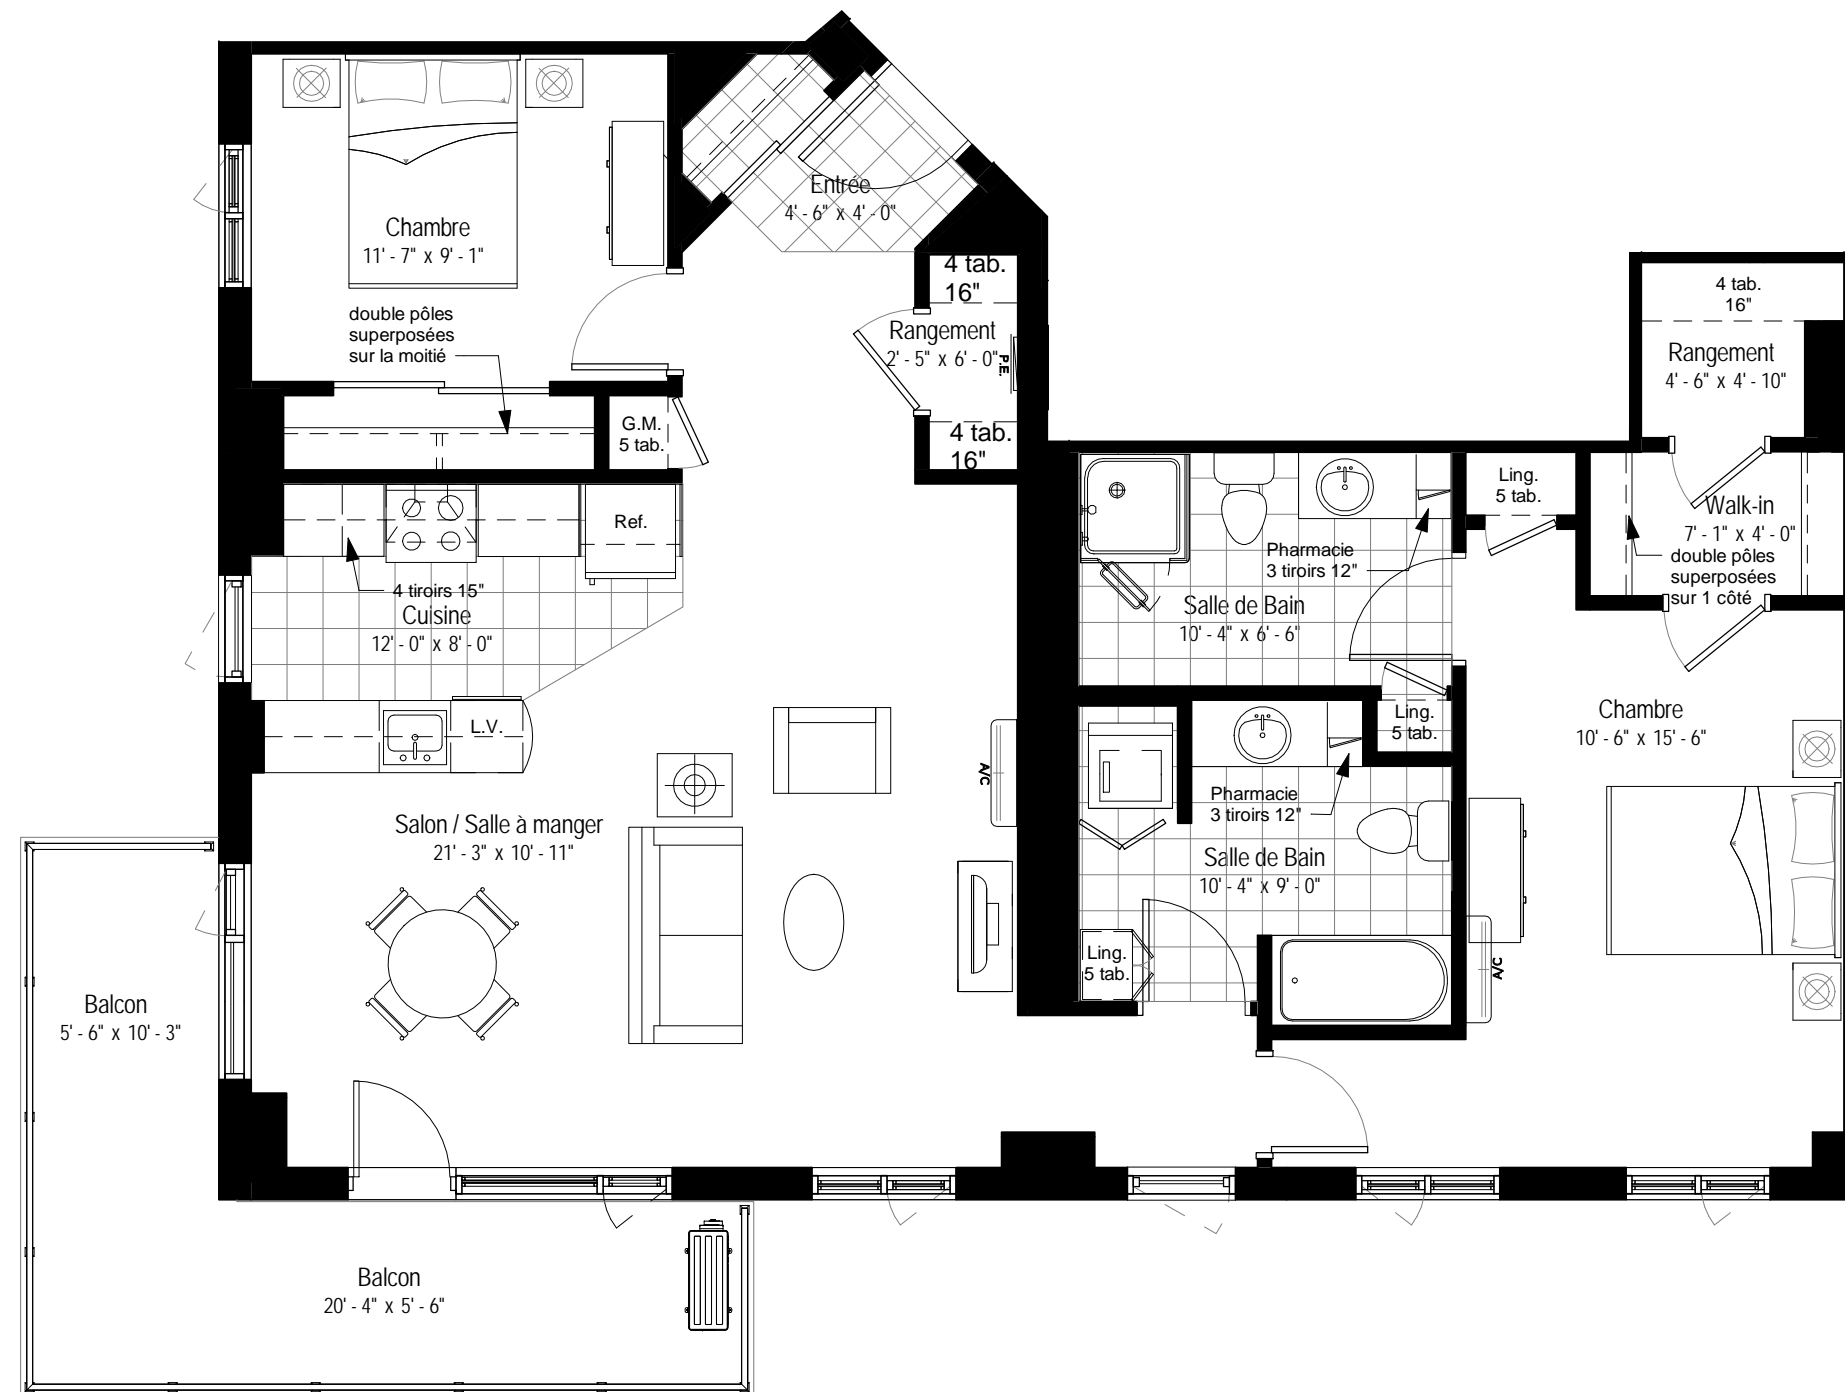 Entrée
4' - 6" x 4' - 0"
Chambre
11' - 7" x 9' - 1"
double pôles
superposées
sur la moitié
G.M.
5 tab.
4 tab.
16"
Rangement
2' - 5" x 6' - 0"
P.E.
4 tab.
16"
4 tab.
16"
Rangement
4' - 6" x 4' - 10"
Walk-in
7' - 1" x 4' - 0"
double pôles
superposées
sur 1 côté
Ling.
5 tab.
Pharmacie
3 tiroirs 12"
Salle de Bain
10' - 4" x 6' - 6"
Ref.
4 tiroirs 15"
Cuisine
12' - 0" x 8' - 0"
L.V.
Ling.
5 tab.
Chambre
10' - 6" x 15' - 6"
A/C
Salon / Salle à manger
21' - 3" x 10' - 11"
Pharmacie
3 tiroirs 12"
Salle de Bain
10' - 4" x 9' - 0"
Ling.
5 tab.
A/C
Balcon
5' - 6" x 10' - 3"
Balcon
20' - 4" x 5' - 6"